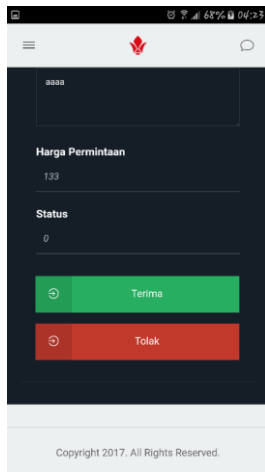 68% 04:23
aaaa
Harga Permintaan
133
Status
0
Terima
Tolak
Copyright 2017. All Rights Reserved.